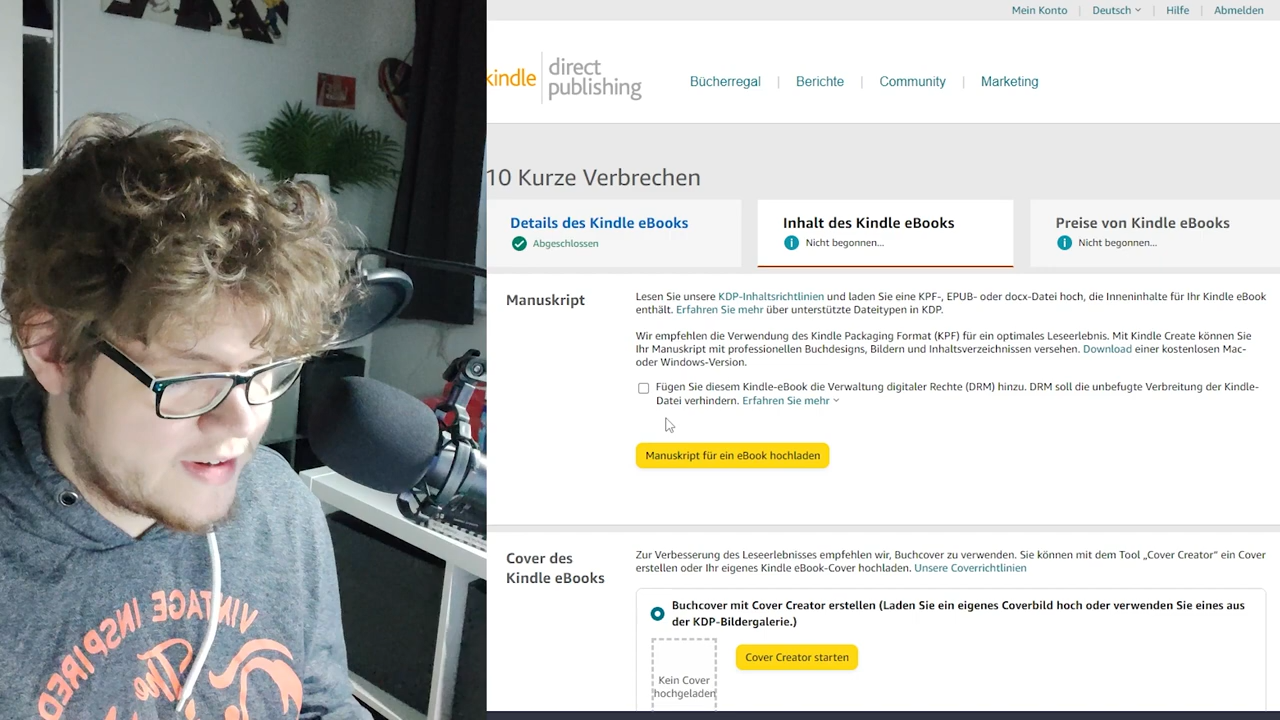 Mein Konto | Deutsch | Hilfe | Abmelden
kindle direct publishing
Bücherregal | Berichte | Community | Marketing
10 Kurze Verbrechen
Details des Kindle eBooks
Abgeschlossen
Inhalt des Kindle eBooks
Nicht begonnen...
Preise von Kindle eBooks
Nicht begonnen...
Manuskript
Lesen Sie unsere KDP-Inhaltsrichtlinien und laden Sie eine KPF-, EPUB- oder docx-Datei hoch, die Inneninhalte für Ihr Kindle eBook
enthält. Erfahren Sie mehr über unterstützte Dateitypen in KDP.
Wir empfehlen die Verwendung des Kindle Packaging Format (KPF) für ein optimales Leseerlebnis. Mit Kindle Create können Sie
Ihr Manuskript mit professionellen Buchdesigns, Bildern und Inhaltsverzeichnissen versehen. Download einer kostenlosen Mac-
oder Windows-Version.
Fügen Sie diesem Kindle-eBook die Verwaltung digitaler Rechte (DRM) hinzu. DRM soll die unbefugte Verbreitung der Kindle-
Datei verhindern. Erfahren Sie mehr
Manuskript für ein eBook hochladen
Cover des
Kindle eBooks
Zur Verbesserung des Leseerlebnisses empfehlen wir, Buchcover zu verwenden. Sie können mit dem Tool „Cover Creator“ ein Cover
erstellen oder Ihr eigenes Kindle eBook-Cover hochladen. Unsere Coverrichtlinien
Buchcover mit Cover Creator erstellen (Laden Sie ein eigenes Coverbild hoch oder verwenden Sie eines aus
der KDP-Bildergalerie.)
Kein Cover
hochgeladen
Cover Creator starten
VINTAGE INSPIRED
The